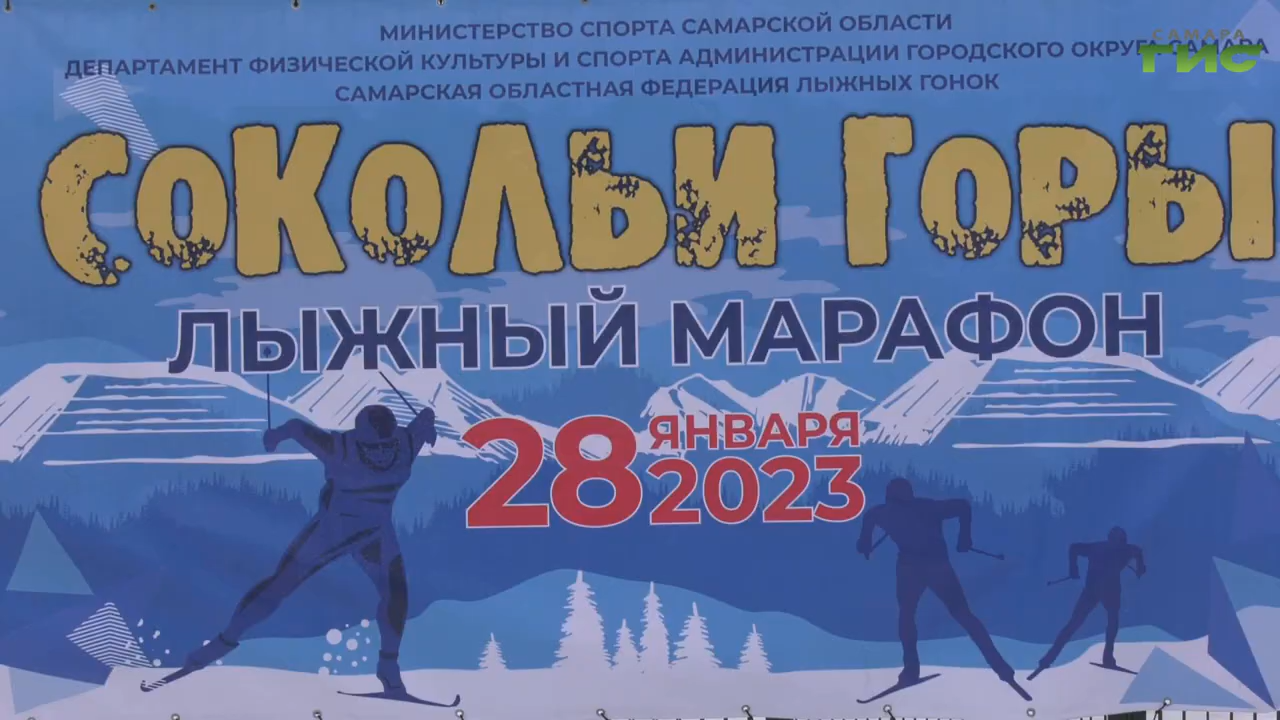 МИНИСТЕРСТВО СПОРТА САМАРСКОЙ ОБЛАСТИ
ДЕПАРТАМЕНТ ФИЗИЧЕСКОЙ КУЛЬТУРЫ И СПОРТА АДМИНИСТРАЦИИ ГОРОДСКОГО ОКРУГА САМАРА
САМАРСКАЯ ОБЛАСТНАЯ ФЕДЕРАЦИЯ ЛЫЖНЫХ ГОНОК
САМАРА
ГИС
СОКОЛЬИ ГОРЫ
ЛЫЖНЫЙ МАРАФОН
28 ЯНВАРЯ
2023